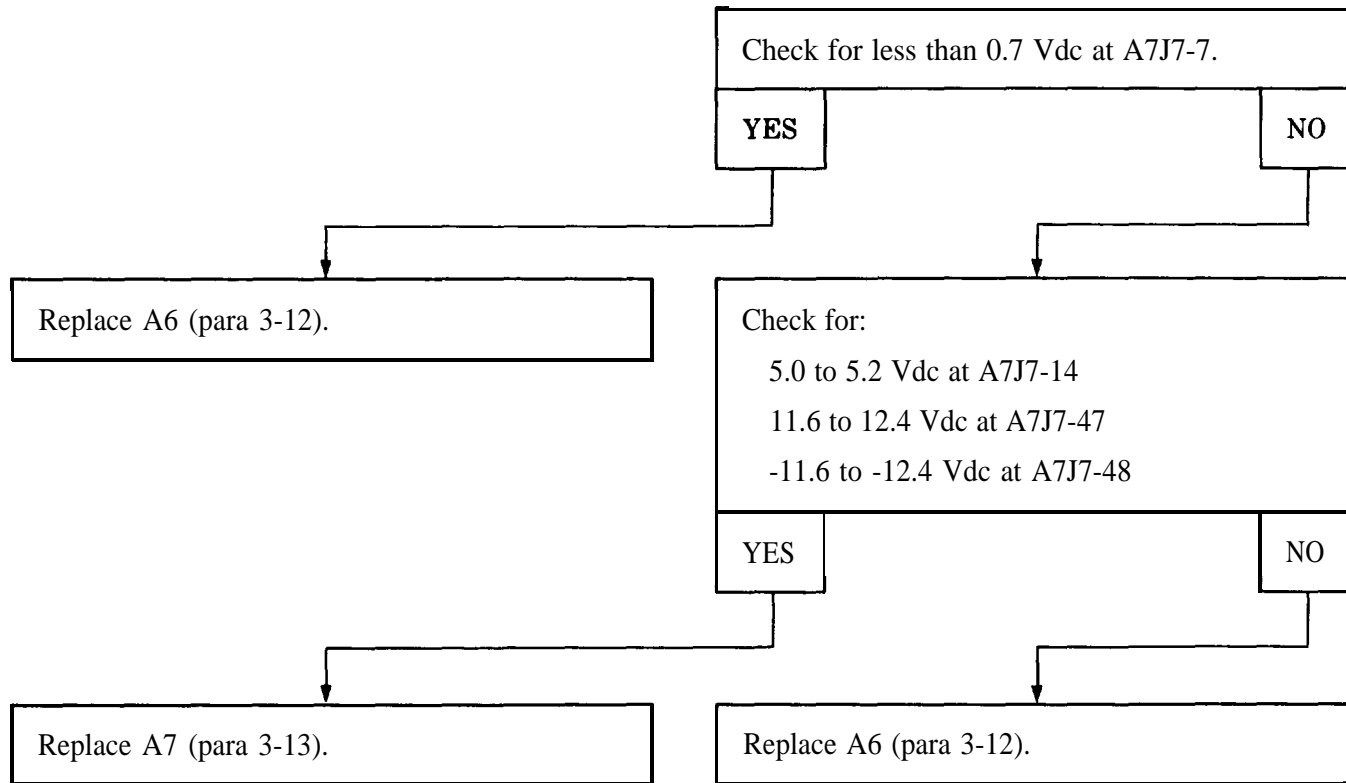 Check for less than 0.7 Vdc at A7J7-7.
YES
NO
Replace A6 (para 3-12).
Check for:
5.0 to 5.2 Vdc at A7J7-14
11.6 to 12.4 Vdc at A7J7-47
-11.6 to -12.4 Vdc at A7J7-48
YES
NO
Replace A7 (para 3-13).
Replace A6 (para 3-12).